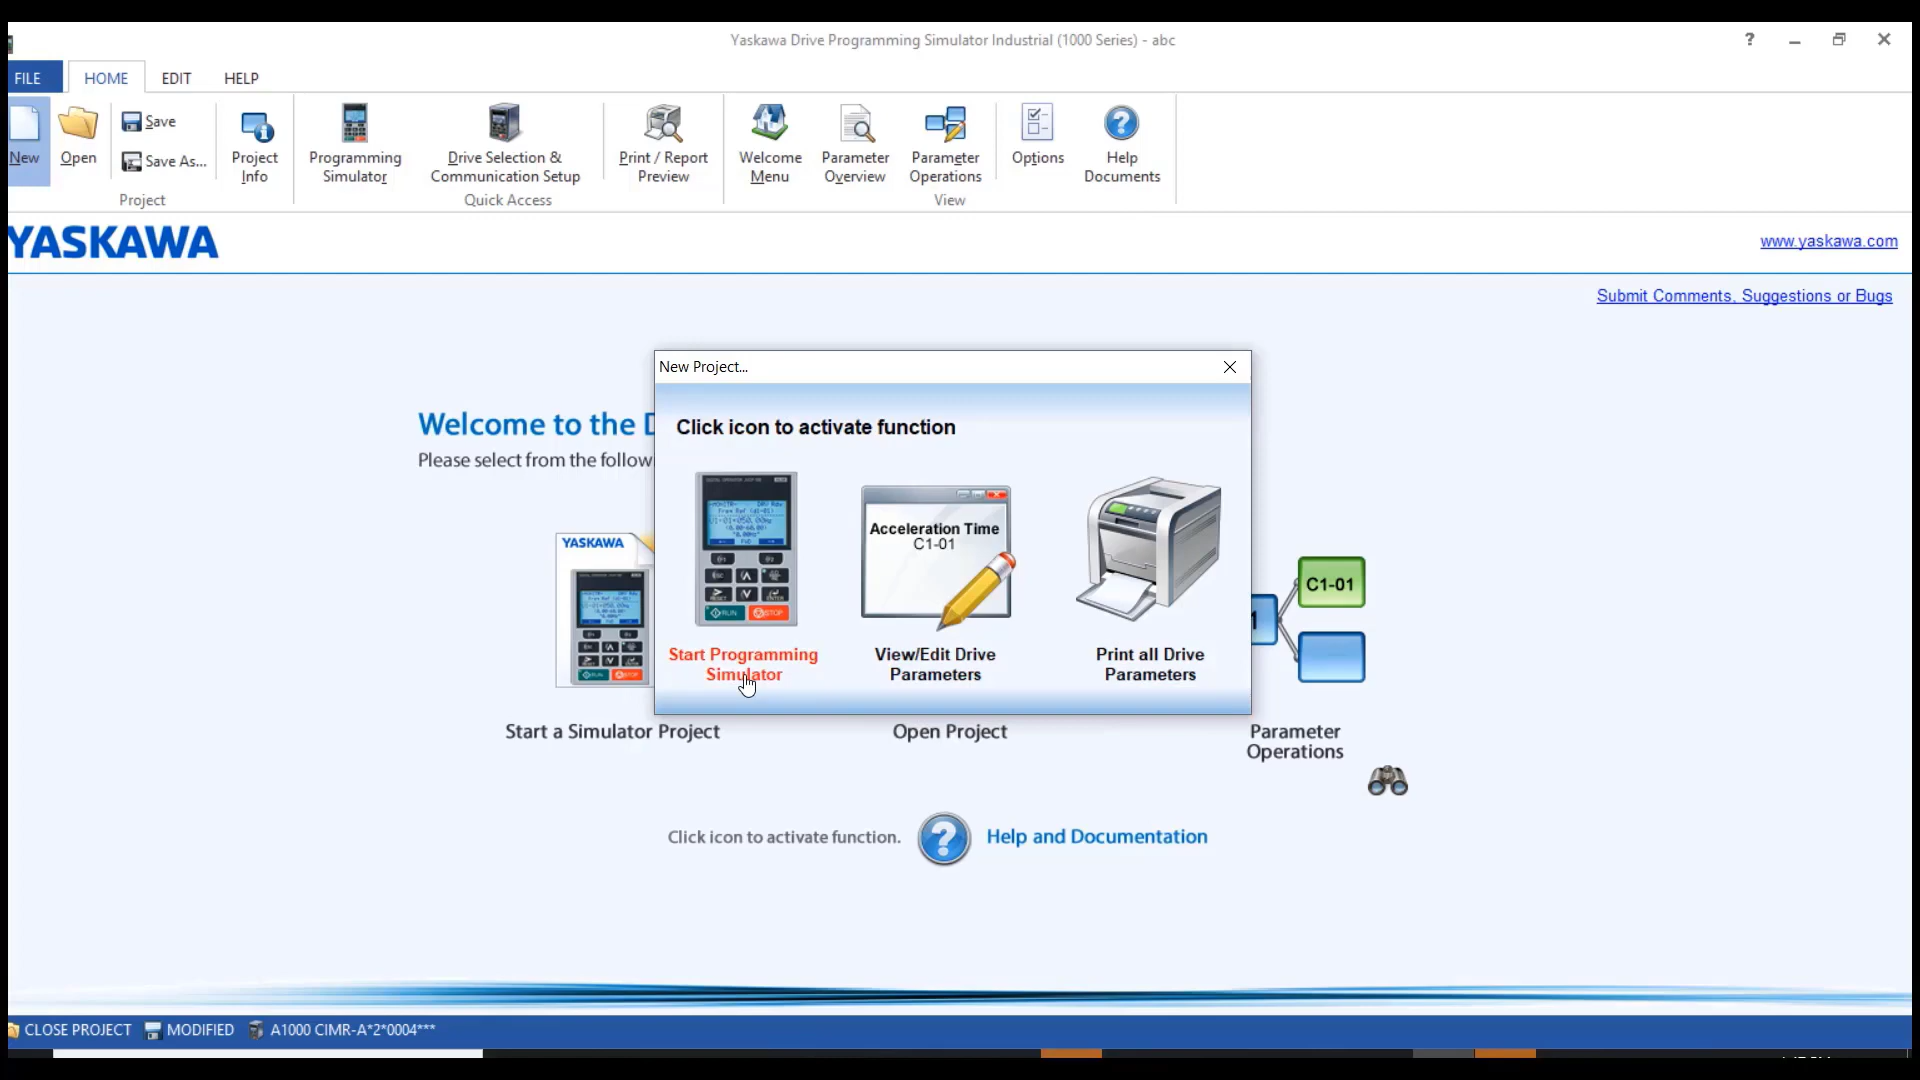 Yaskawa Drive Programming Simulator Industrial (1000 Series) - abc
?
FILE
HOME
EDIT
HELP
New
Open
Save
Save As...
Project
Info
Project
Programming
Simulator
Drive Selection &
Communication Setup
Quick Access
Print / Report
Preview
Welcome
Menu
Parameter
Overview
Parameter
Operations
View
Options
Help
Documents
YASKAWA
www.yaskawa.com
Submit Comments, Suggestions or Bugs
New Project...
Welcome to the D
Please select from the follow
Click icon to activate function
Acceleration Time
C1-01
RUN
STOP
Start Programming
Simulator
View/Edit Drive
Parameters
Print all Drive
Parameters
YASKAWA
RUN
STOP
1
C1-01
Start a Simulator Project
Open Project
Parameter
Operations
Click icon to activate function.
?
Help and Documentation
CLOSE PROJECT
MODIFIED
A1000 CIMR-A*2*0004***